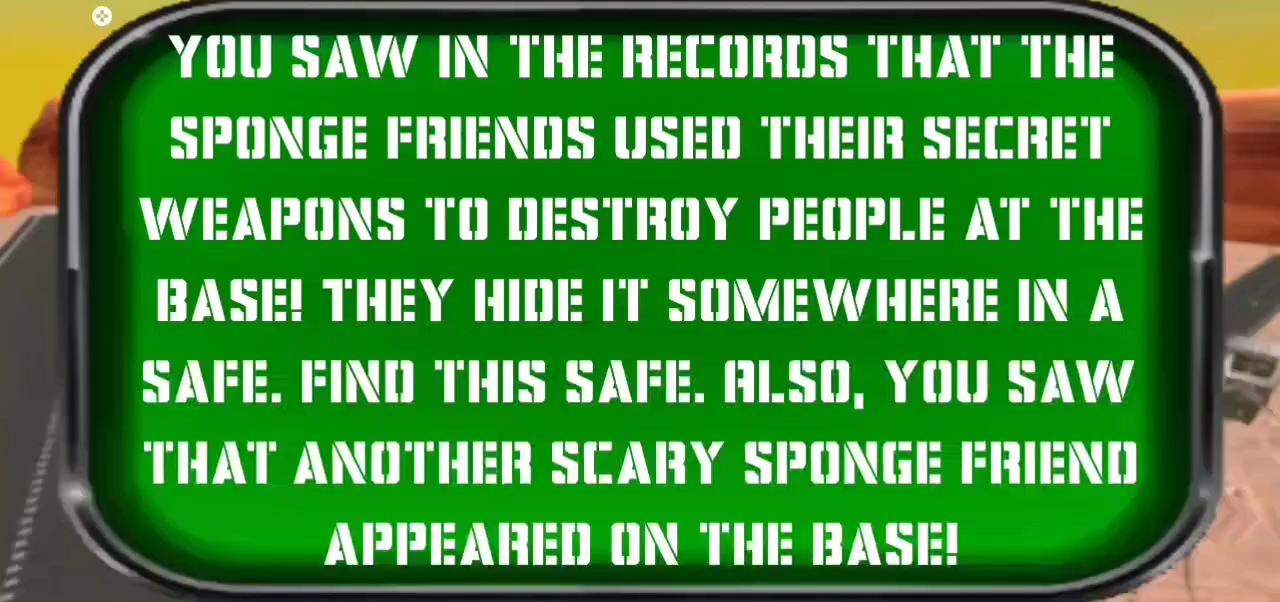 YOU SAW IN THE RECORDS THAT THE
SPONGE FRIENDS USED THEIR SECRET
WEAPONS TO DESTROY PEOPLE AT THE
BASE! THEY HIDE IT SOMEWHERE IN A
SAFE. FIND THIS SAFE. ALSO, YOU SAW
THAT ANOTHER SCARY SPONGE FRIEND
APPEARED ON THE BASE!